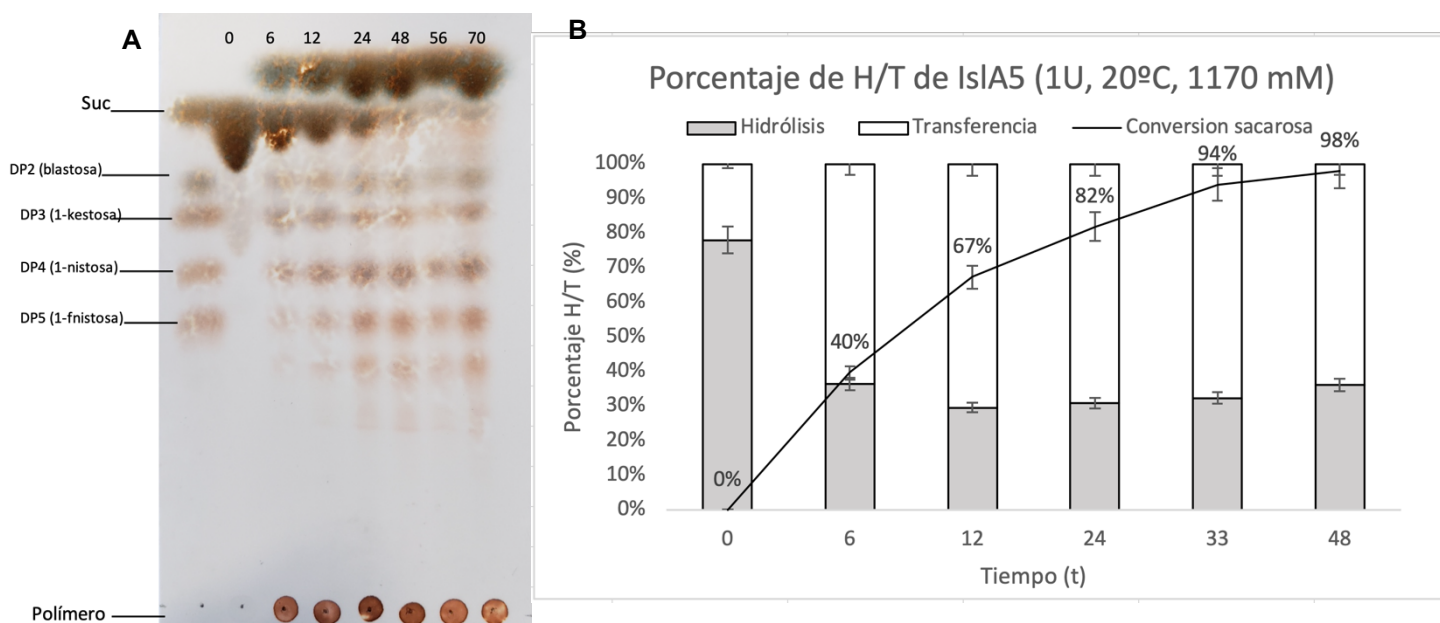 A
0 6 12 24 48 56 70
Suc
DP2 (blastosa)
DP3 (1-kestosa)
DP4 (1-nistosa)
DP5 (1-fnistosa)
Polímero
B
Porcentaje de H/T de IslA5 (1U, 20ºC, 1170 mM)
Hidrólisis Transferencia Conversion sacarosa
Porcentaje H/T (%)
100%
90%
80%
70%
60%
50%
40%
30%
20%
10%
0%
0%
40%
67%
82%
94%
98%
0 6 12 24 33 48
Tiempo (t)